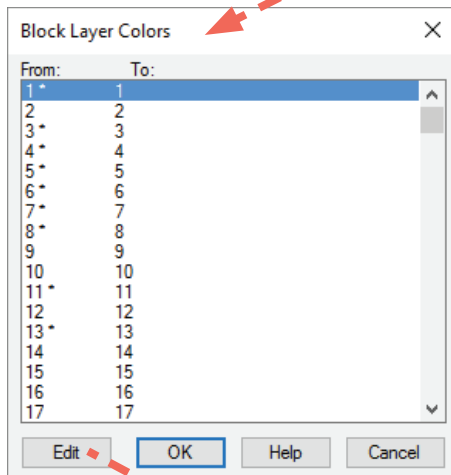 Block Layer Colors
From: To:
1 * 1
2 2
3 * 3
4 * 4
5 * 5
6 * 6
7 * 7
8 * 8
9 9
10 10
11 * 11
12 12
13 * 13
14 14
15 15
16 16
17 17
Edit OK Help Cancel